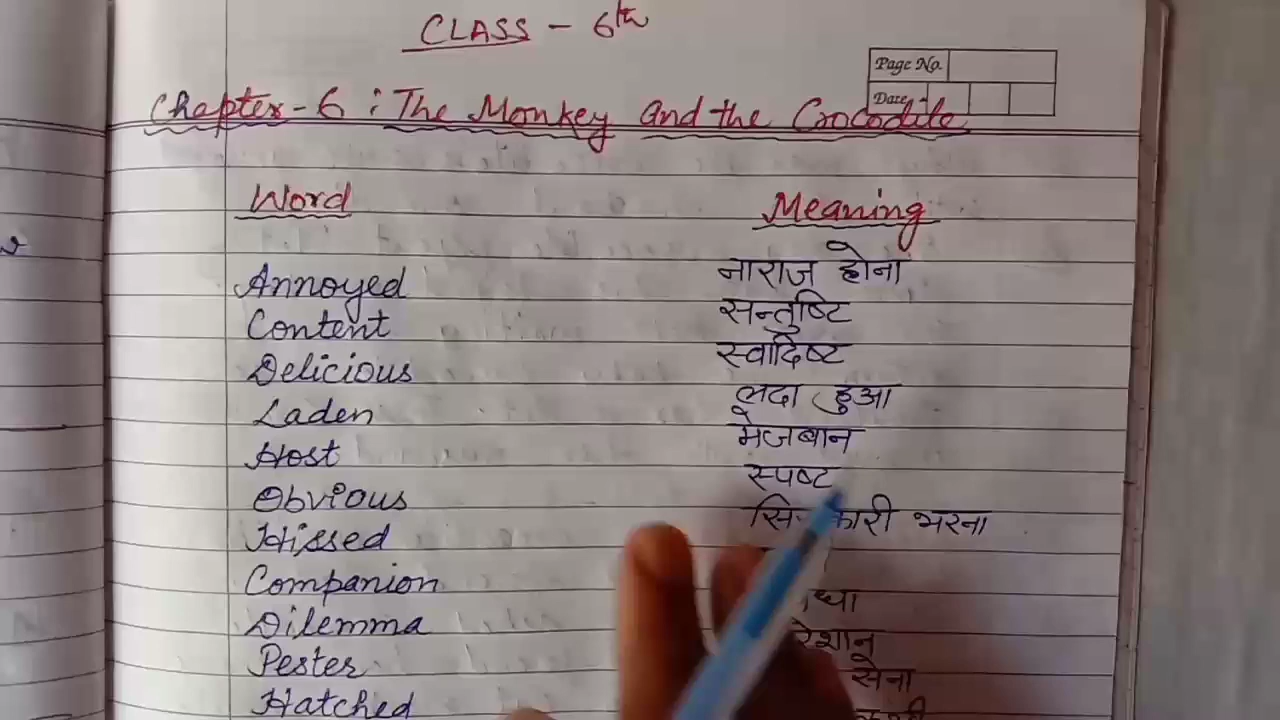 CLASS - 6th
Page No.
Date
Chapter-6 : The Monkey and the Crocodile
Word Meaning
Annoyed नाराज होना
Content सन्तुष्टि
Delicious स्वादिष्ट
Laden लदा हुआ
Host मेजबान
Obvious स्पष्ट
Hissed भरना
Companion
Dilemma
Pester
Hatched सेना